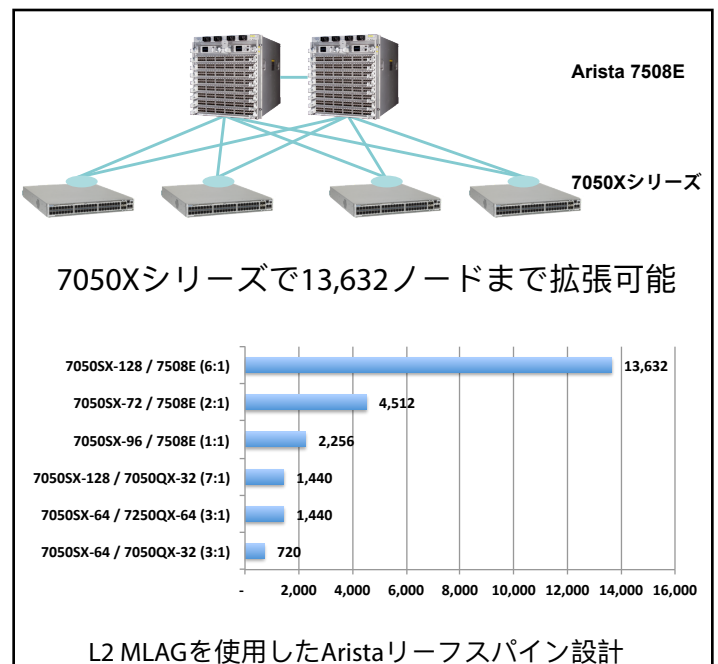 Arista 7508E
7050Xシリーズ
7050Xシリーズで13,632ノードまで拡張可能
7050SX-128 / 7508E (6:1)
13,632
7050SX-72 / 7508E (2:1)
4,512
7050SX-96 / 7508E (1:1)
2,256
7050SX-128 / 7050QX-32 (7:1)
1,440
7050SX-64 / 7250QX-64 (3:1)
1,440
7050SX-64 / 7050QX-32 (3:1)
720
- 2,000 4,000 6,000 8,000 10,000 12,000 14,000 16,000
L2 MLAGを使用したAristaリーフスパイン設計